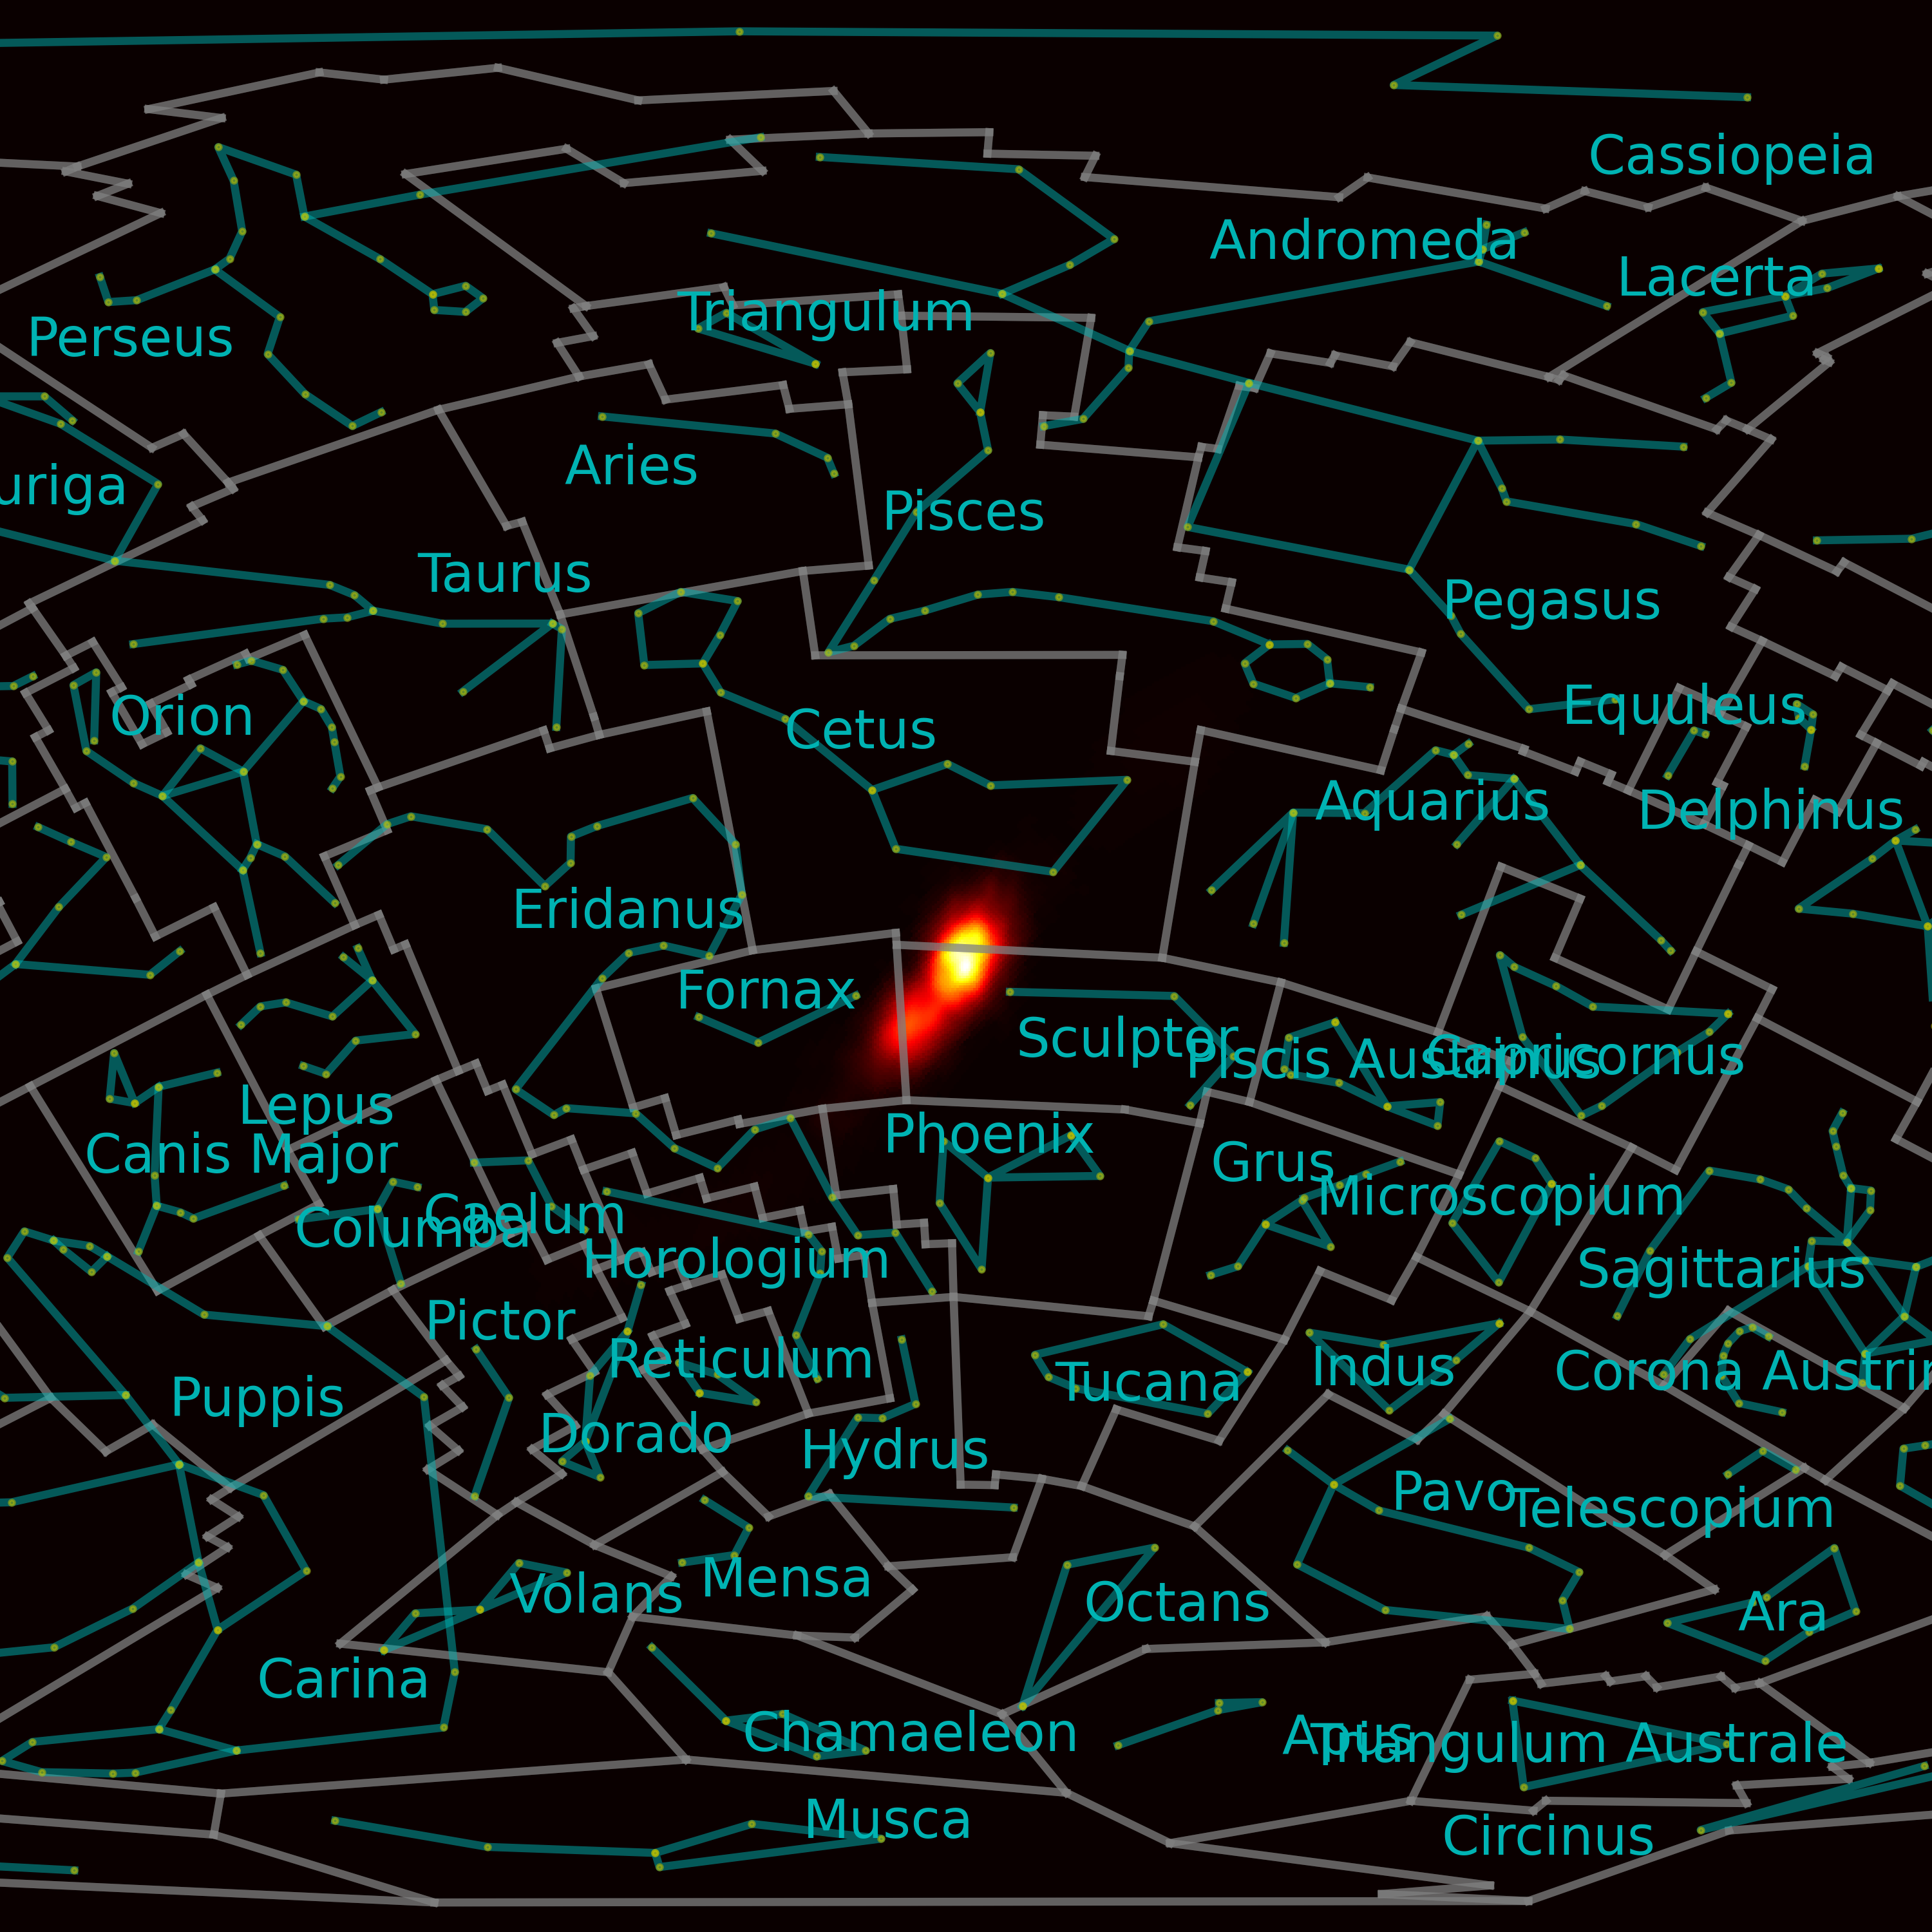 Cassiopeia
Andromeda
Lacerta
Triangulum
Perseus
Aries
uriga
Pisces
Taurus
Pegasus
Orion
Equuleus
Cetus
Aquarius
Delphinus
Eridanus
Fornax
Sculptor
Piscis Austrinus
Capricornus
Lepus
Canis Major
Phoenix
Grus
Microscopium
Columba
Caelum
Horologium
Sagittarius
Pictor
Reticulum
Tucana
Indus
Corona Austrin
Puppis
Dorado
Hydrus
Pavo
Telescopium
Volans
Mensa
Octans
Ara
Carina
Chamaeleon
Apus
Triangulum Australe
Musca
Circinus